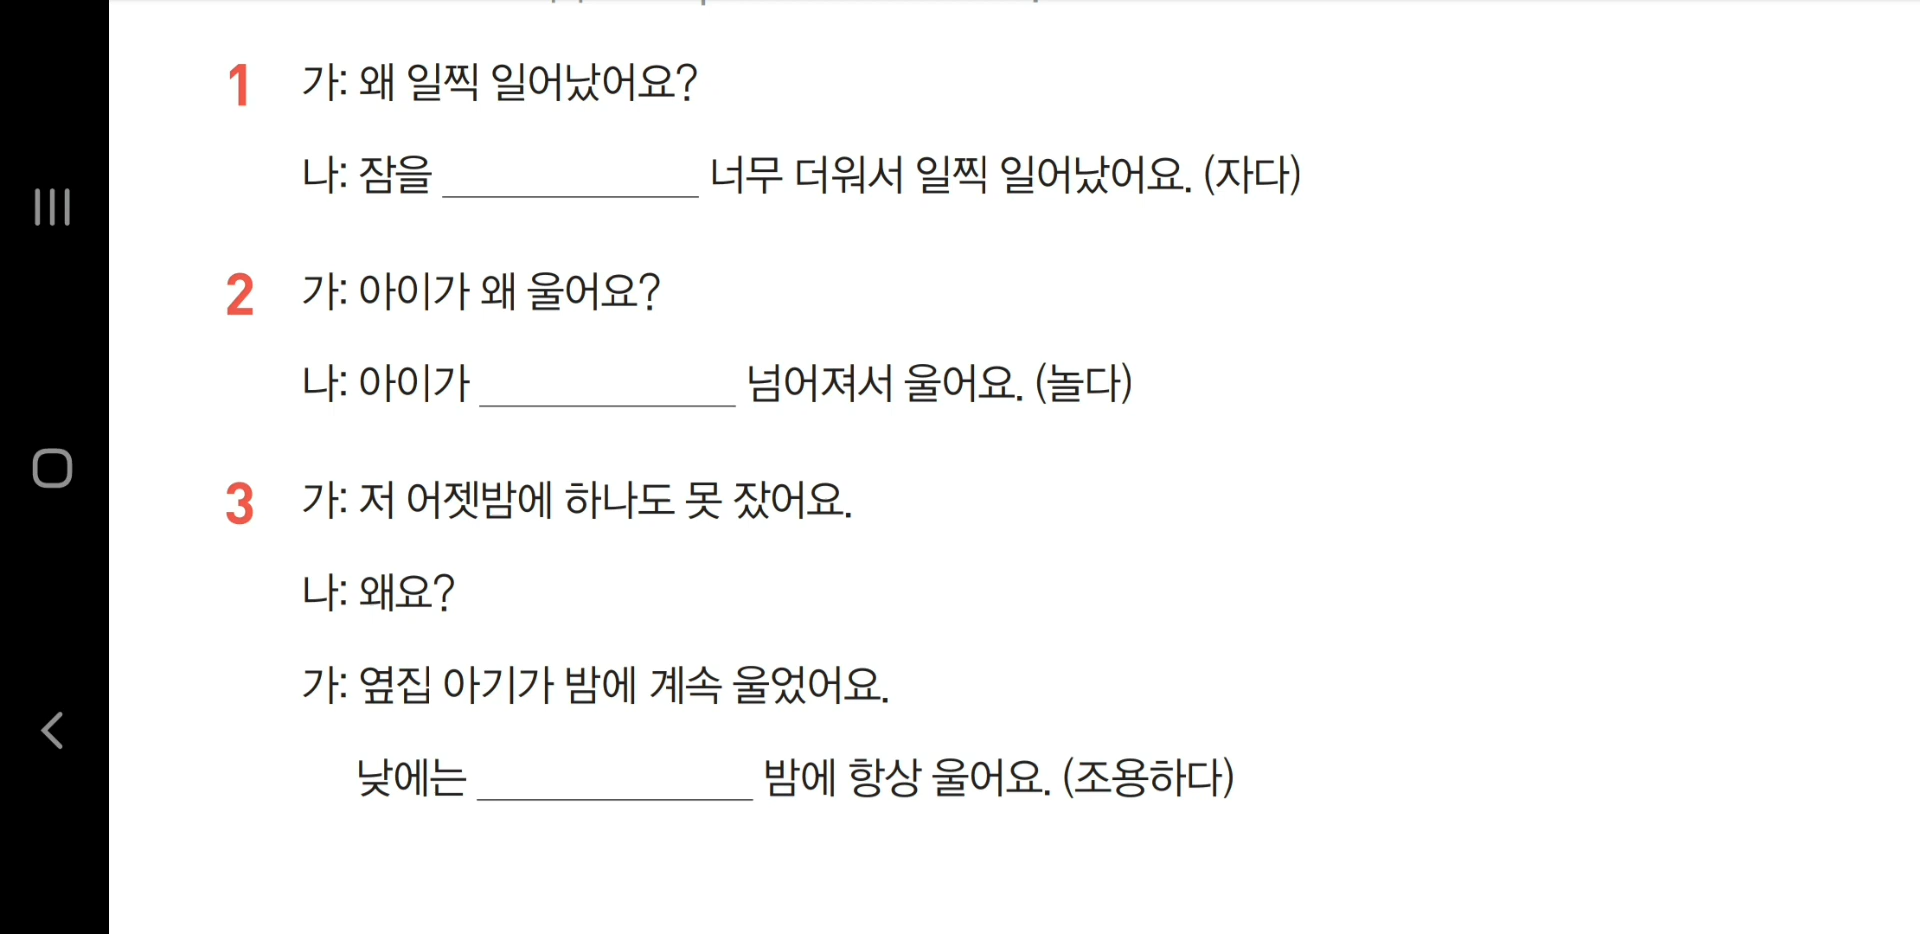 1 가: 왜 일찍 일어났어요?
나: 잠을 ____________ 너무 더워서 일찍 일어났어요. (자다)
2 가: 아이가 왜 울어요?
나: 아이가 ____________ 넘어져서 울어요. (놀다)
3 가: 저 어젯밤에 하나도 못 잤어요.
나: 왜요?
가: 옆집 아기가 밤에 계속 울었어요.
낮에는 ____________ 밤에 항상 울어요. (조용하다)